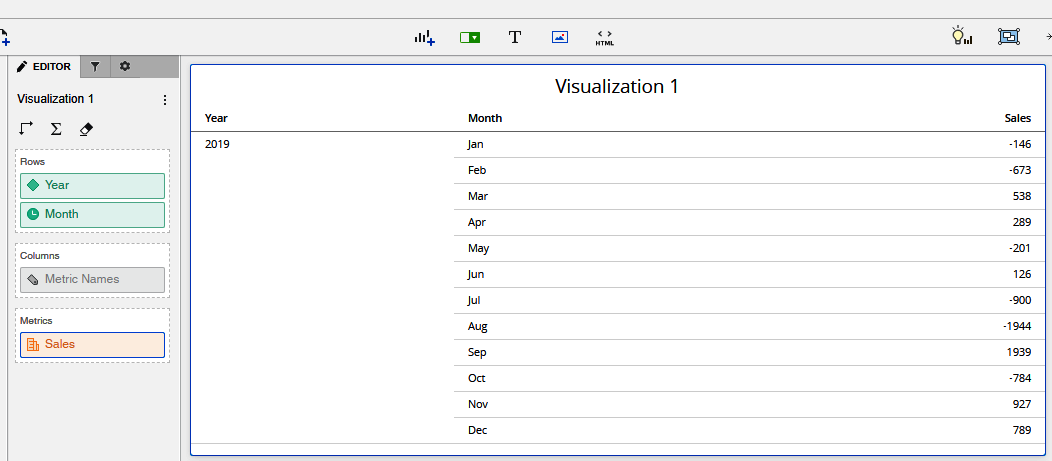 T
< >
HTML
EDITOR
Visualization 1
Σ
Rows
Year
Month
Columns
Metric Names
Metrics
Sales
Visualization 1
Year Month Sales
2019 Jan -146
Feb -673
Mar 538
Apr 289
May -201
Jun 126
Jul -900
Aug -1944
Sep 1939
Oct -784
Nov 927
Dec 789